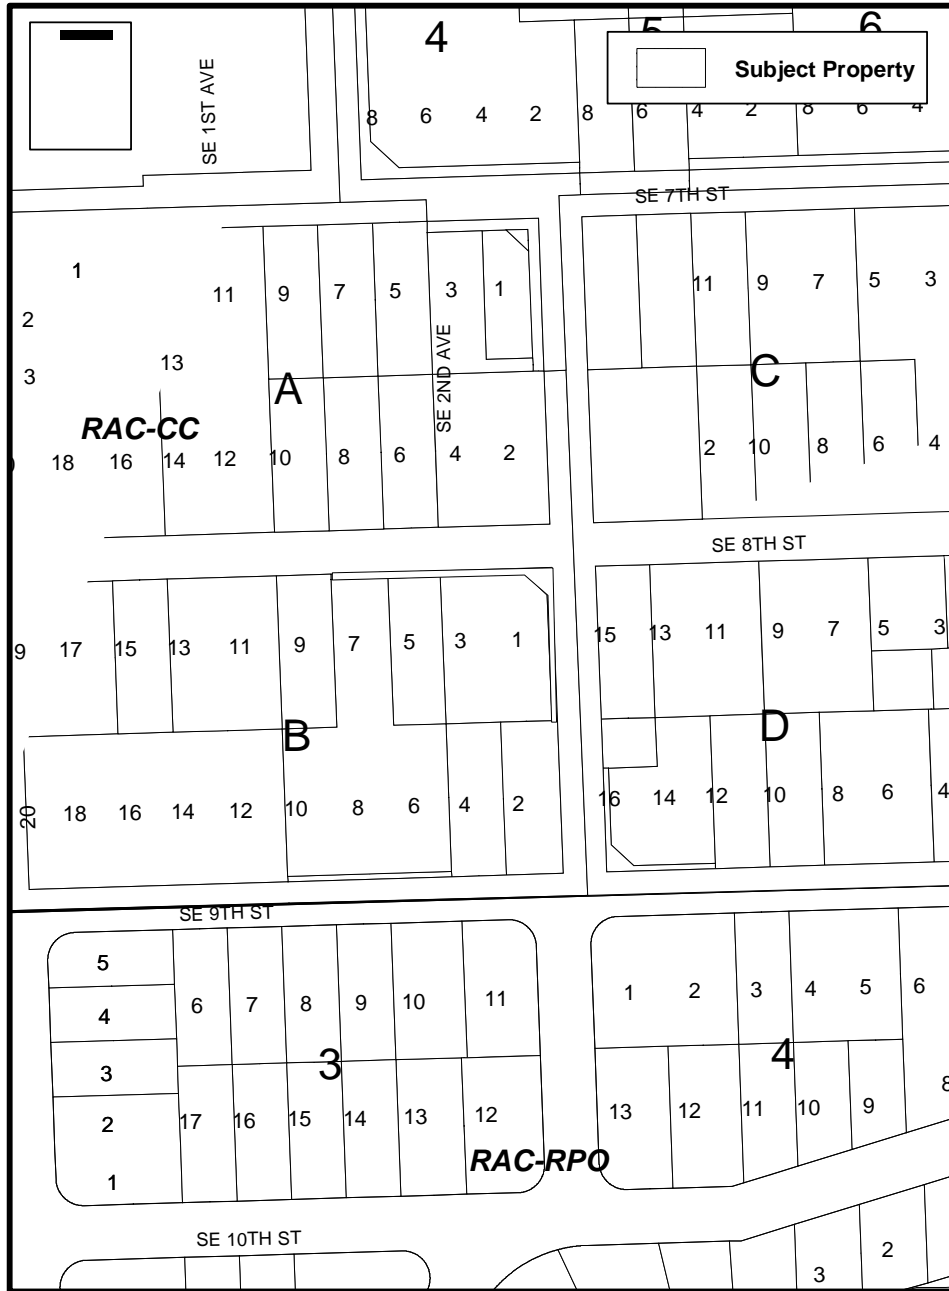 4
5
6
Subject Property
SE 1ST AVE
8 6 4 2 8 6 4 2 8 6 4
SE 7TH ST
1
2
3
11 9 7 5 3 1
11 9 7 5 3
13
A
SE 2ND AVE
C
RAC-CC
18 16 14 12 10 8 6 4 2
2 10 8 6 4
SE 8TH ST
9 17 15 13 11 9 7 5 3 1
15 13 11 9 7 5 3
B
D
20 18 16 14 12 10 8 6 4 2
16 14 12 10 8 6 4
SE 9TH ST
5
4
3
2
1
6 7 8 9 10 11
1 2 3 4 5 6
3
4
17 16 15 14 13 12
13 12 11 10 9 8
RAC-RPO
SE 10TH ST
3 2